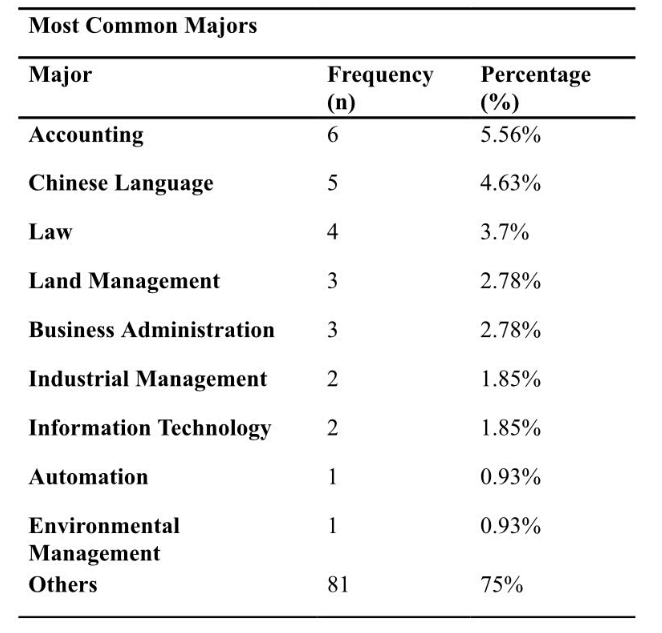 Most Common Majors
Major Frequency (n) Percentage (%)
Accounting 6 5.56%
Chinese Language 5 4.63%
Law 4 3.7%
Land Management 3 2.78%
Business Administration 3 2.78%
Industrial Management 2 1.85%
Information Technology 2 1.85%
Automation 1 0.93%
Environmental Management 1 0.93%
Others 81 75%